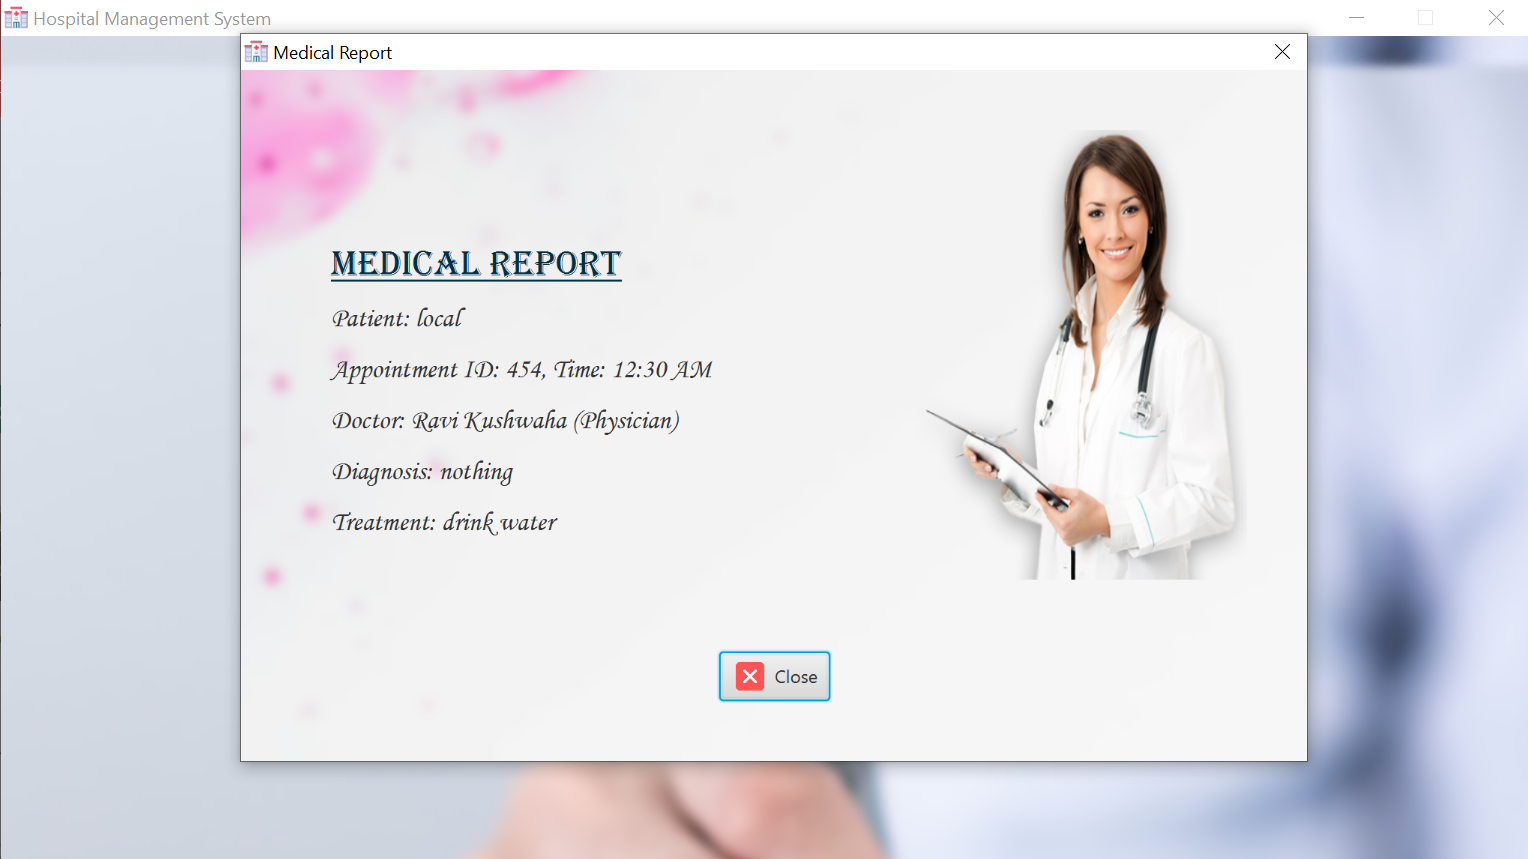 Hospital Management System
Medical Report
MEDICAL REPORT
Patient: local
Appointment ID: 454, Time: 12:30 AM
Doctor: Ravi Kushwaha (Physician)
Diagnosis: nothing
Treatment: drink water
Close